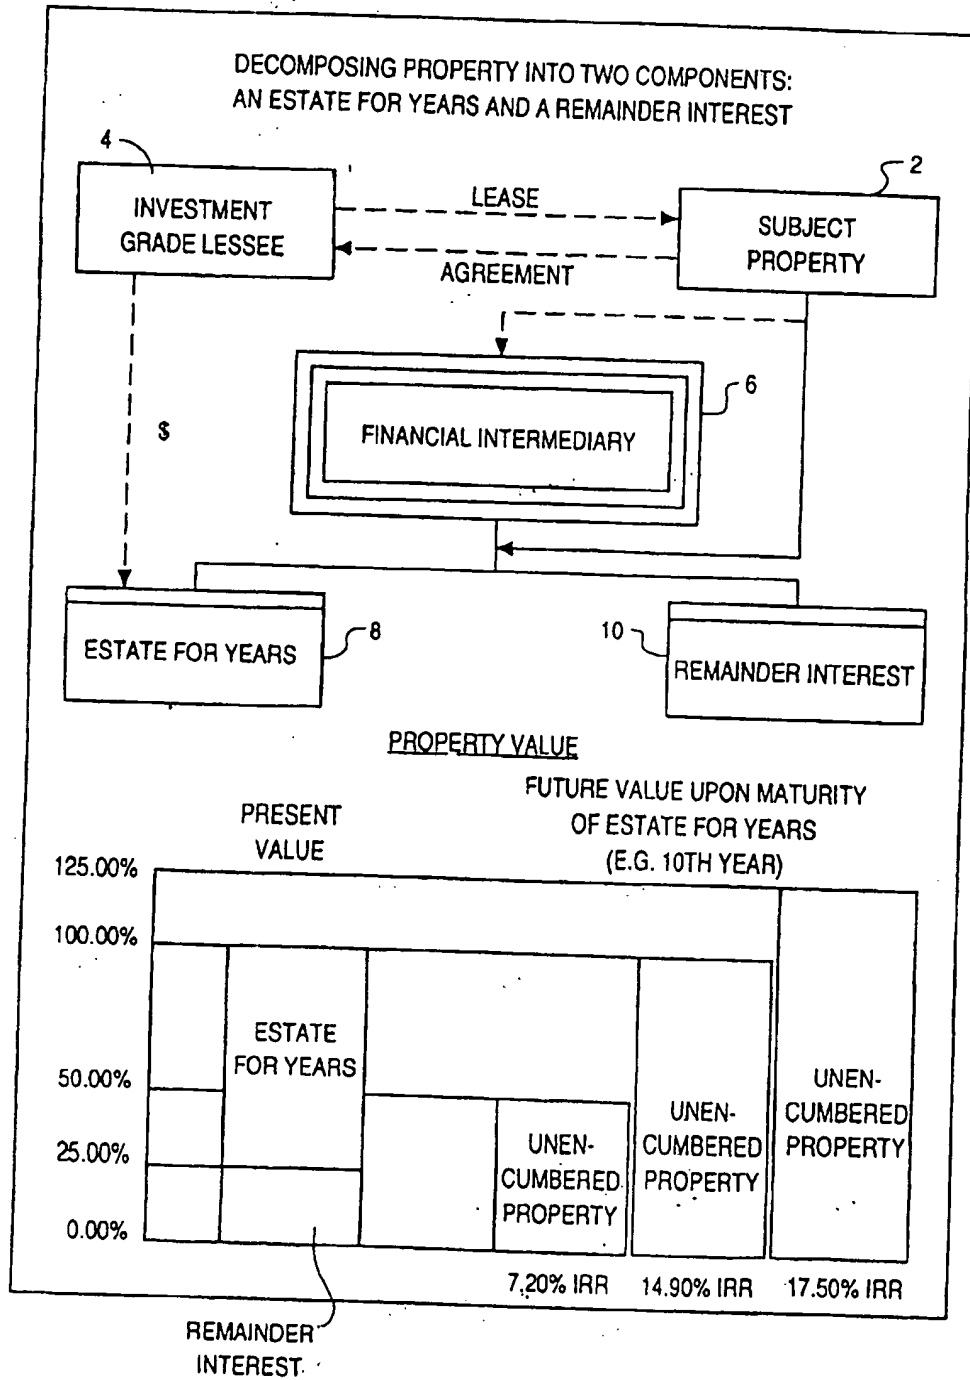 DECOMPOSING PROPERTY INTO TWO COMPONENTS:
AN ESTATE FOR YEARS AND A REMAINDER INTEREST
4
2
INVESTMENT
GRADE LESSEE
LEASE
AGREEMENT
SUBJECT
PROPERTY
6
FINANCIAL INTERMEDIARY
$
ESTATE FOR YEARS
8
10
REMAINDER INTEREST
PROPERTY VALUE
PRESENT
VALUE
FUTURE VALUE UPON MATURITY
OF ESTATE FOR YEARS
(E.G. 10TH YEAR)
125.00%
100.00%
50.00%
25.00%
0.00%
ESTATE
FOR YEARS
UNEN-
CUMBERED
PROPERTY
UNEN-
CUMBERED
PROPERTY
UNEN-
CUMBERED
PROPERTY
7.20% IRR
14.90% IRR
17.50% IRR
REMAINDER
INTEREST